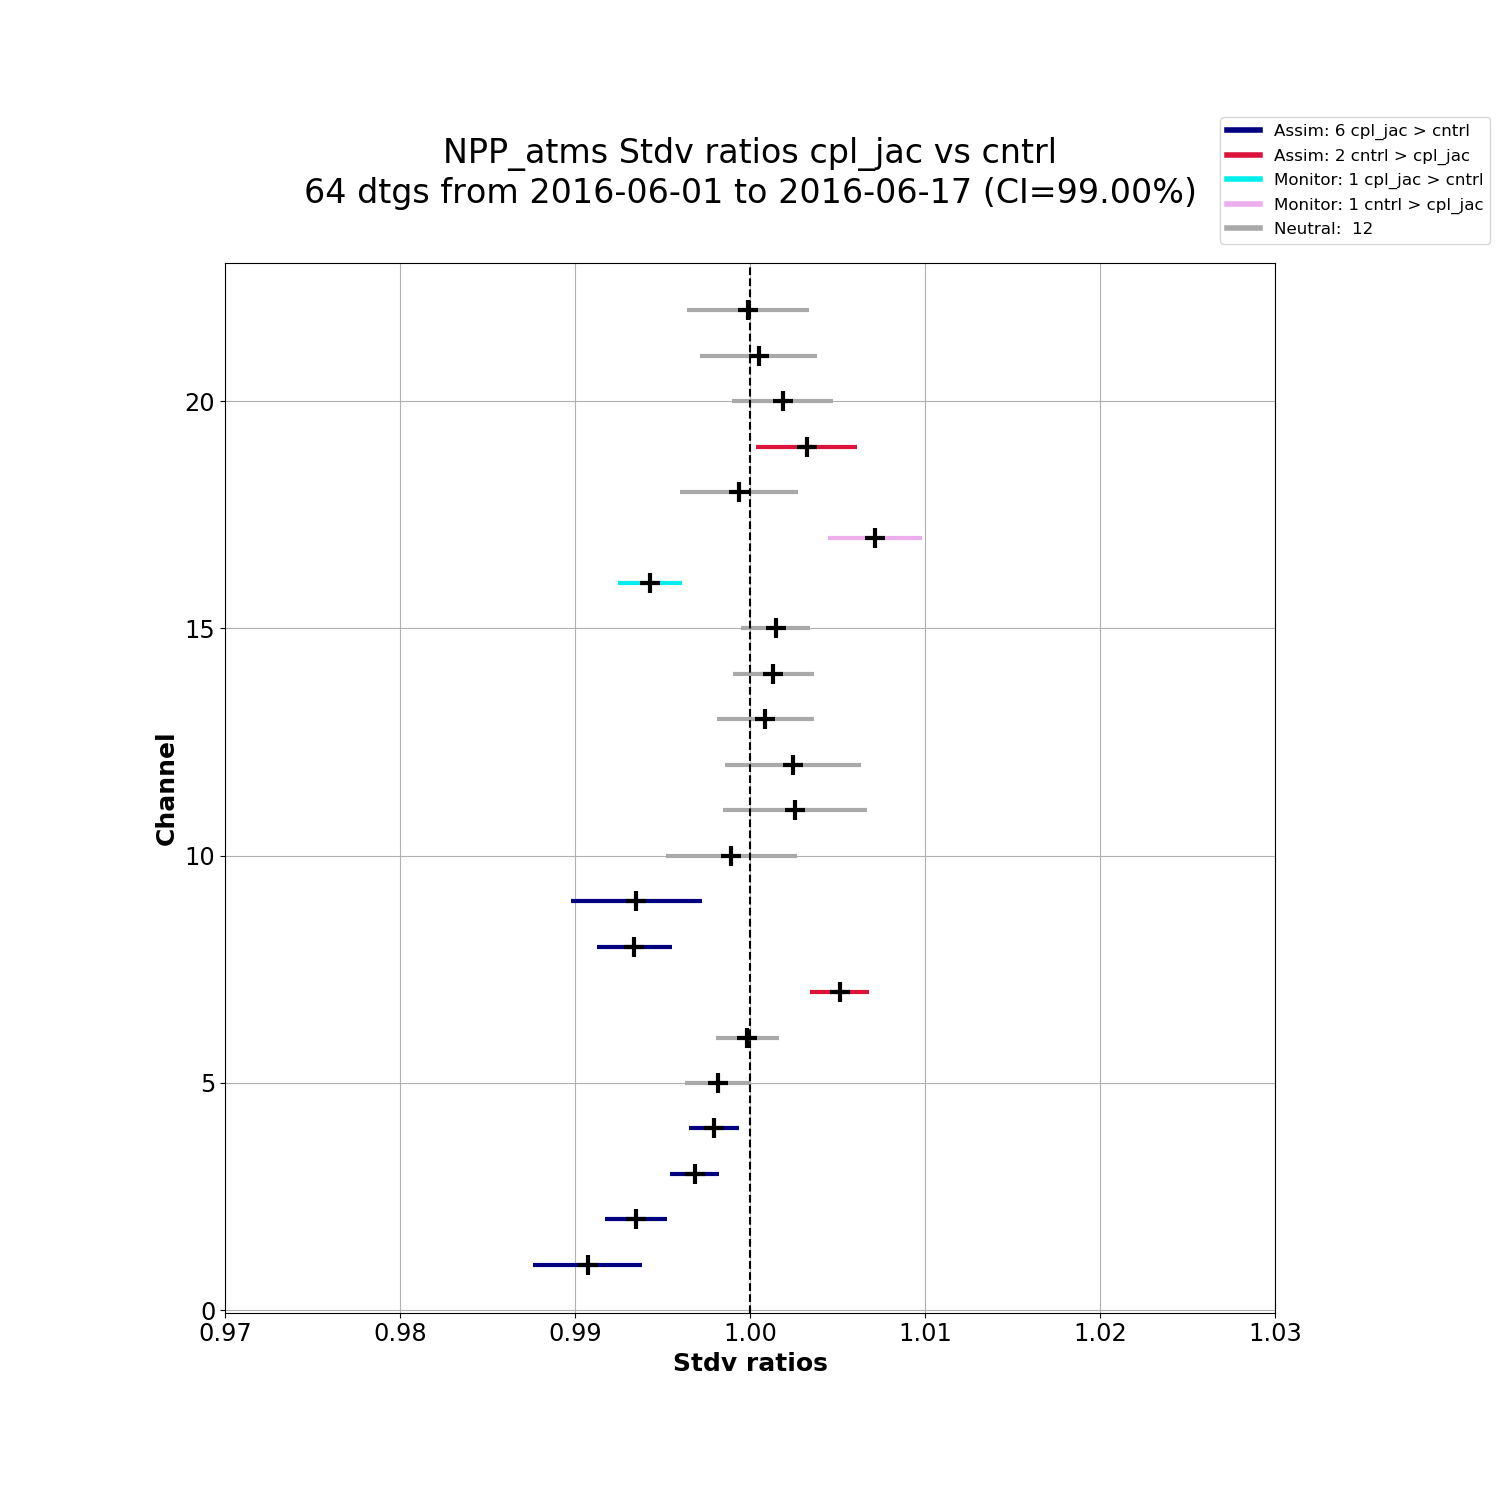 NPP_atms Stdv ratios cpl_jac vs cntrl
64 dtgs from 2016-06-01 to 2016-06-17 (CI=99.00%)
Assim: 6 cpl_jac > cntrl
Assim: 2 cntrl > cpl_jac
Monitor: 1 cpl_jac > cntrl
Monitor: 1 cntrl > cpl_jac
Neutral:  12
20
15
10
5
0
Channel
0.97 0.98 0.99 1.00 1.01 1.02 1.03
Stdv ratios